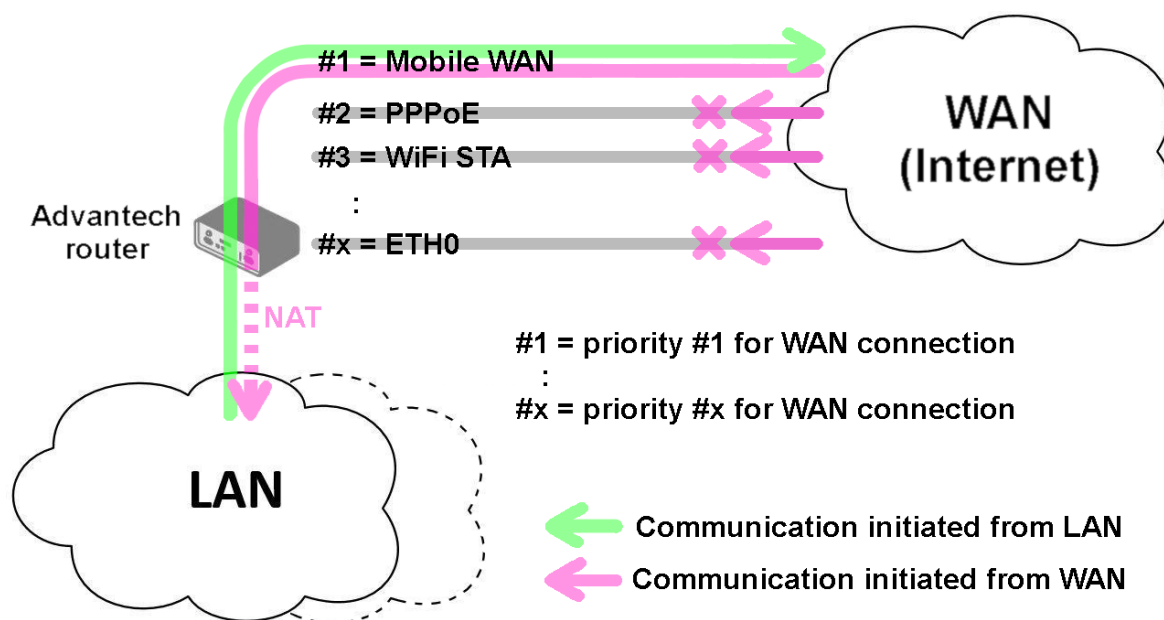 #1 = Mobile WAN
#2 = PPPoE
#3 = WiFi STA
:
#x = ETH0
WAN
(Internet)
Advantech
router
NAT
#1 = priority #1 for WAN connection
:
#x = priority #x for WAN connection
LAN
Communication initiated from LAN
Communication initiated from WAN